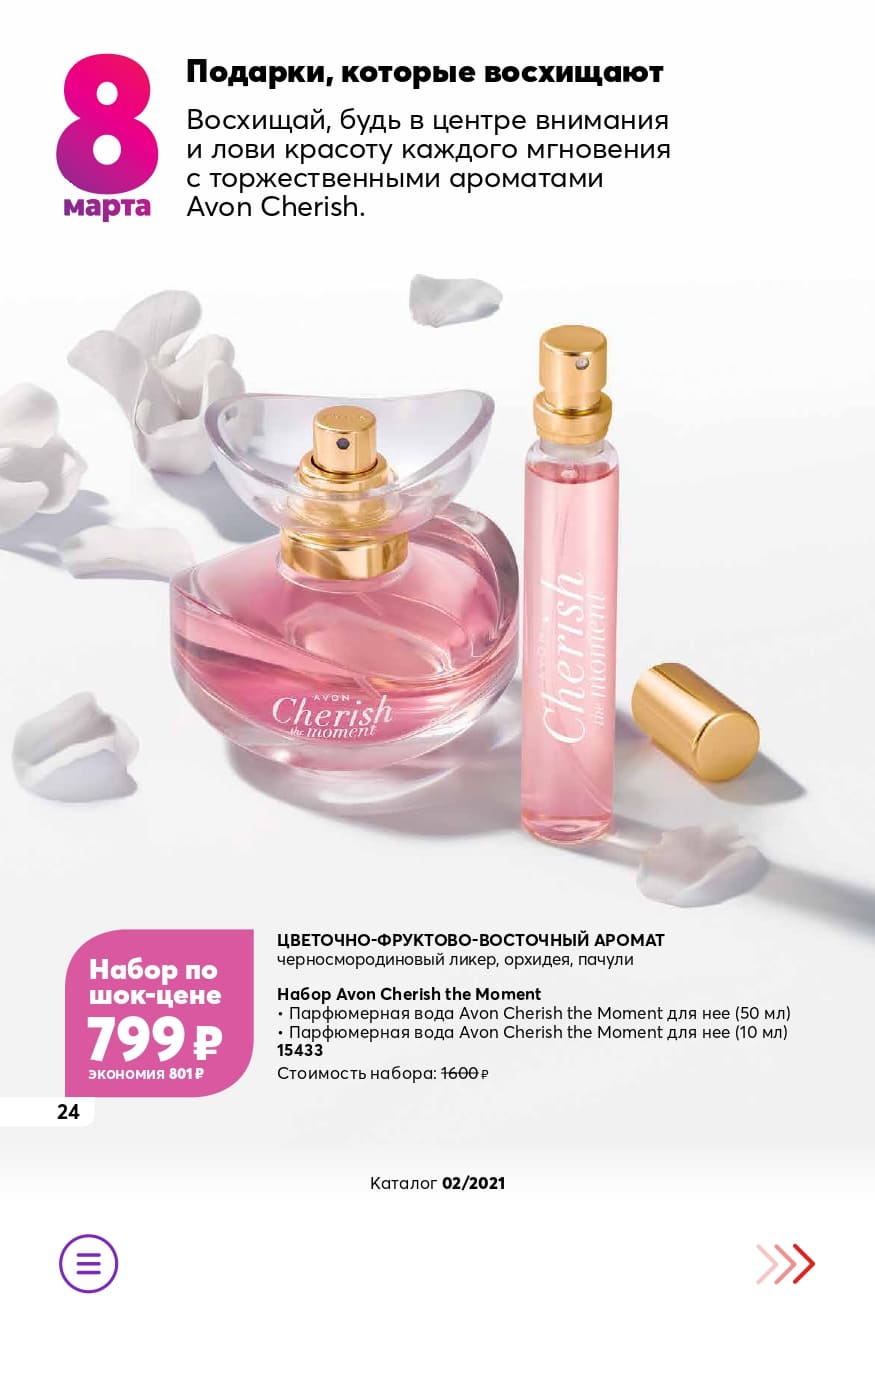 8
марта
Подарки, которые восхищают
Восхищай, будь в центре внимания
и лови красоту каждого мгновения
с торжественными ароматами
Avon Cherish.
AVON
Cherish
the moment
AVON
Cherish
the moment
Набор по
шок-цене
799 ₽
экономия 801 ₽
ЦВЕТОЧНО-ФРУКТОВО-ВОСТОЧНЫЙ АРОМАТ
черносмородиновый ликер, орхидея, пачули
Набор Avon Cherish the Moment
• Парфюмерная вода Avon Cherish the Moment для нее (50 мл)
• Парфюмерная вода Avon Cherish the Moment для нее (10 мл)
15433
Стоимость набора: 1600 ₽
24
Каталог 02/2021